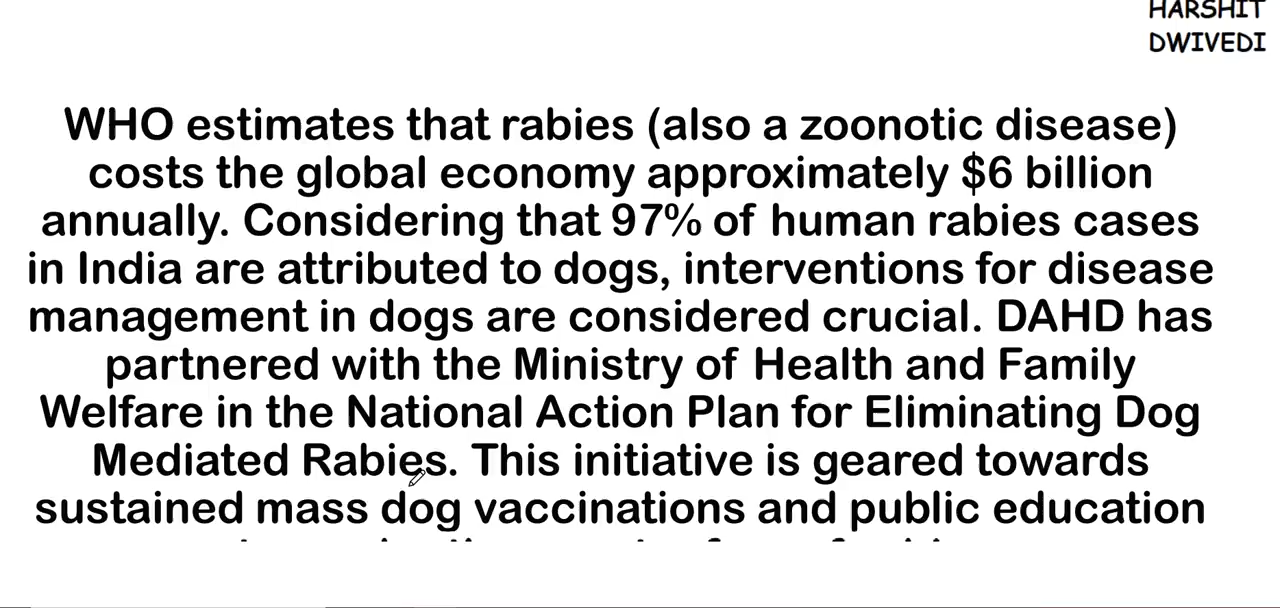 HARSHIT
DWIVEDI
WHO estimates that rabies (also a zoonotic disease)
costs the global economy approximately $6 billion
annually. Considering that 97% of human rabies cases
in India are attributed to dogs, interventions for disease
management in dogs are considered crucial. DAHD has
partnered with the Ministry of Health and Family
Welfare in the National Action Plan for Eliminating Dog
Mediated Rabies. This initiative is geared towards
sustained mass dog vaccinations and public education